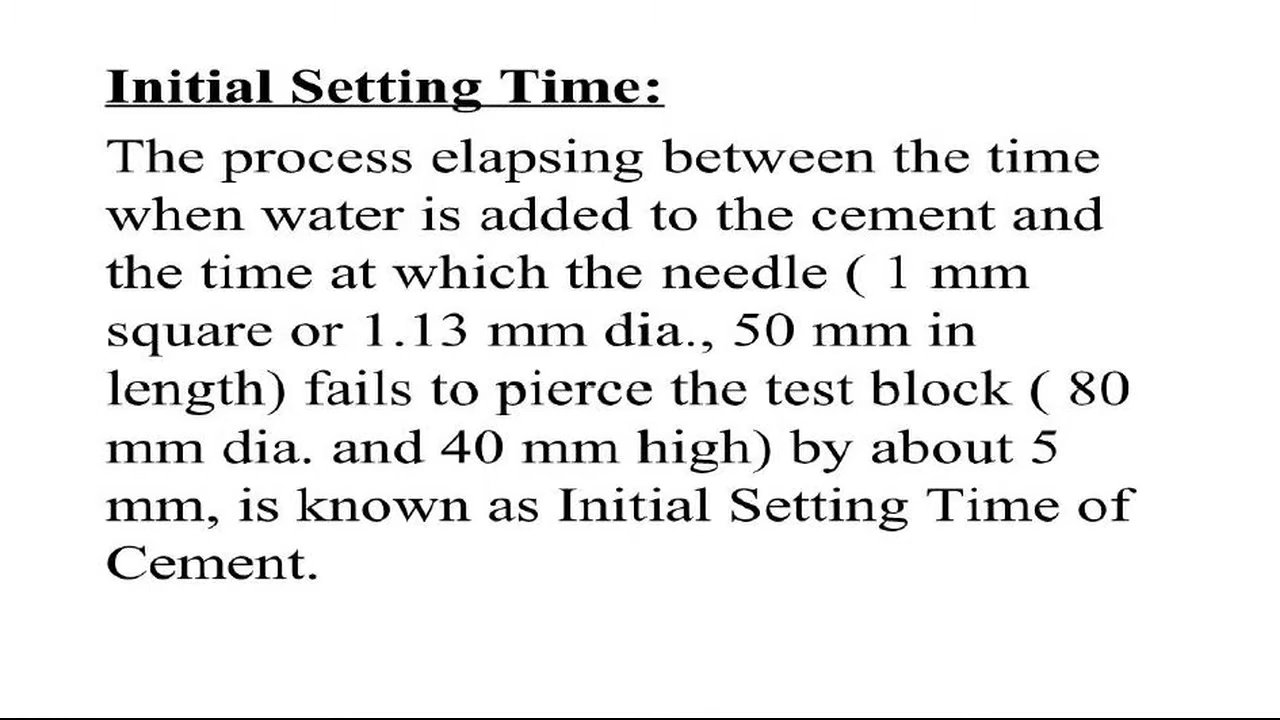 Initial Setting Time:
The process elapsing between the time
when water is added to the cement and
the time at which the needle ( 1 mm
square or 1.13 mm dia., 50 mm in
length) fails to pierce the test block ( 80
mm dia. and 40 mm high) by about 5
mm, is known as Initial Setting Time of
Cement.